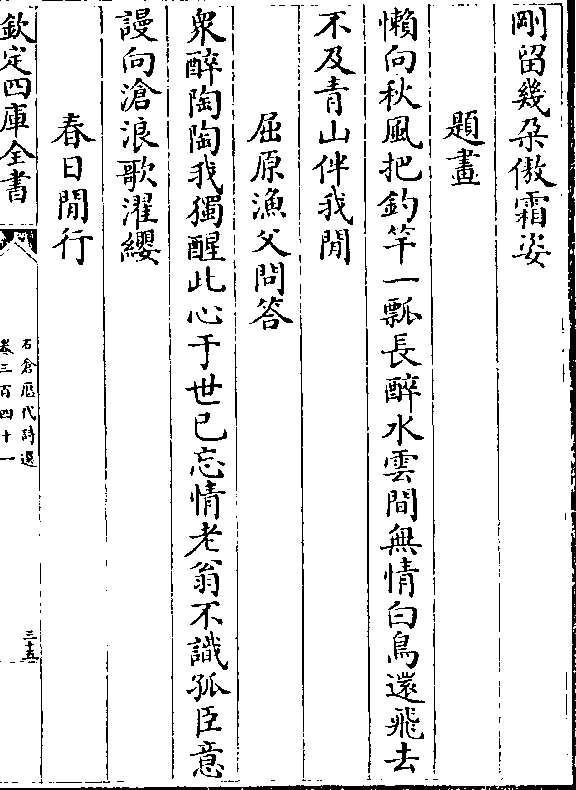 剛留幾朶傲霜姿
題畫
懶向秋風把釣竿一瓢長醉水雲間無情白鳥還飛去
不及青山伴我閒
屈原漁父問答
衆醉陶陶我獨醒此心于世已忘情老翁不識孤臣意
謾向滄浪歌濯纓
春日閒行
欽定四庫全書
石倉歷代詩選
卷三百四十一
三十五